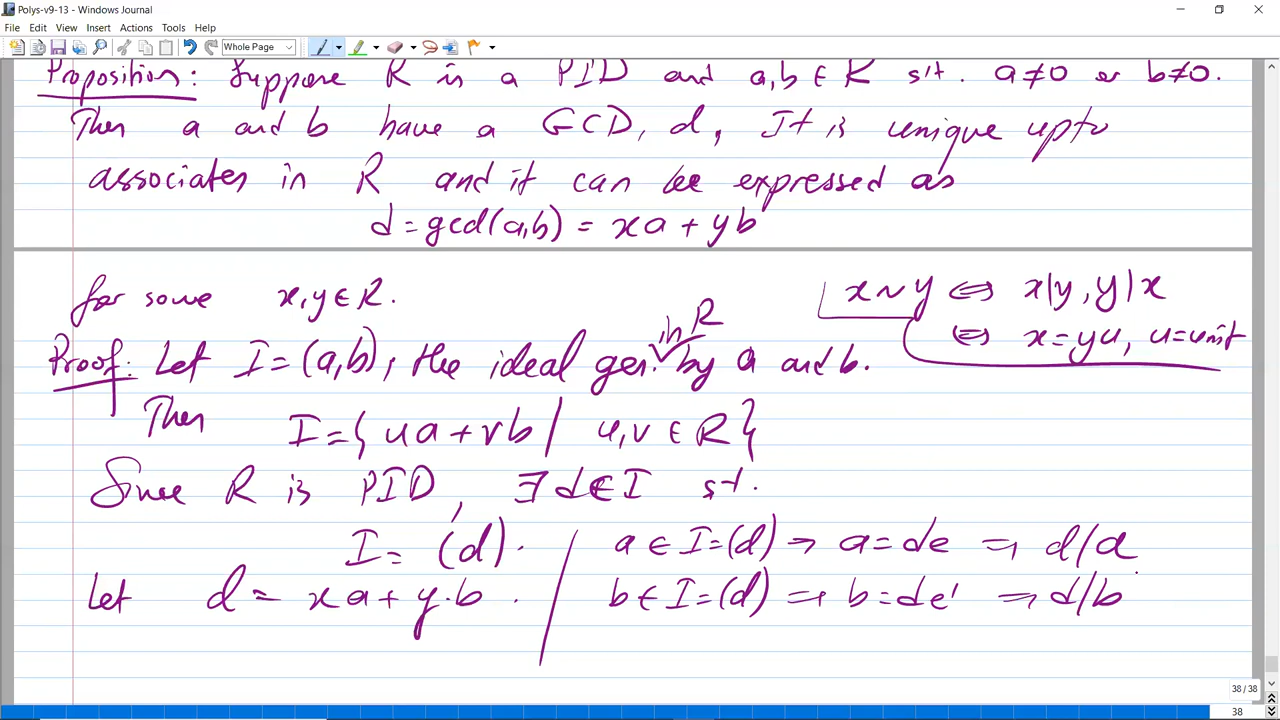 Polys-v9-13 - Windows Journal
File Edit View Insert Actions Tools Help
Whole Page
Proposition: Suppose R is a PID and a,b ∈ R s.t. a≠0 or b≠0.
Then a and b have a GCD, d, It is unique upto
associates in R and it can be expressed as
d = gcd(a,b) = xa + yb
for some x,y ∈ R.
x ~ y ⇔ x|y, y|x
⇔ x = yu, u = unit
in R
Proof: Let I = (a,b), the ideal gen. by a and b.
Then I = { ua + vb | u,v ∈ R }
Since R is PID, ∃ d ∈ I st.
I = (d).
Let d = xa + y·b.
a ∈ I = (d) ⇒ a = de ⇒ d/a
b ∈ I = (d) ⇒ b = de' ⇒ d/b
38 / 38
38